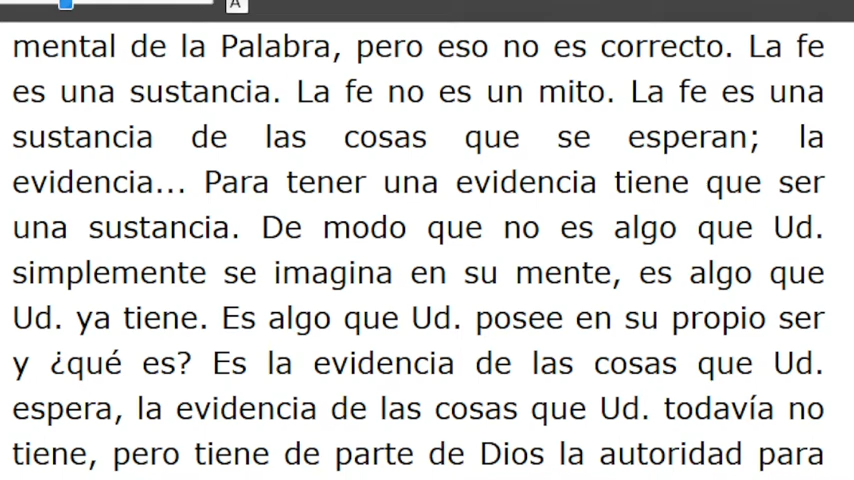 A
mental de la Palabra, pero eso no es correcto. La fe
es una sustancia. La fe no es un mito. La fe es una
sustancia de las cosas que se esperan; la
evidencia... Para tener una evidencia tiene que ser
una sustancia. De modo que no es algo que Ud.
simplemente se imagina en su mente, es algo que
Ud. ya tiene. Es algo que Ud. posee en su propio ser
y ¿qué es? Es la evidencia de las cosas que Ud.
espera, la evidencia de las cosas que Ud. todavía no
tiene, pero tiene de parte de Dios la autoridad para